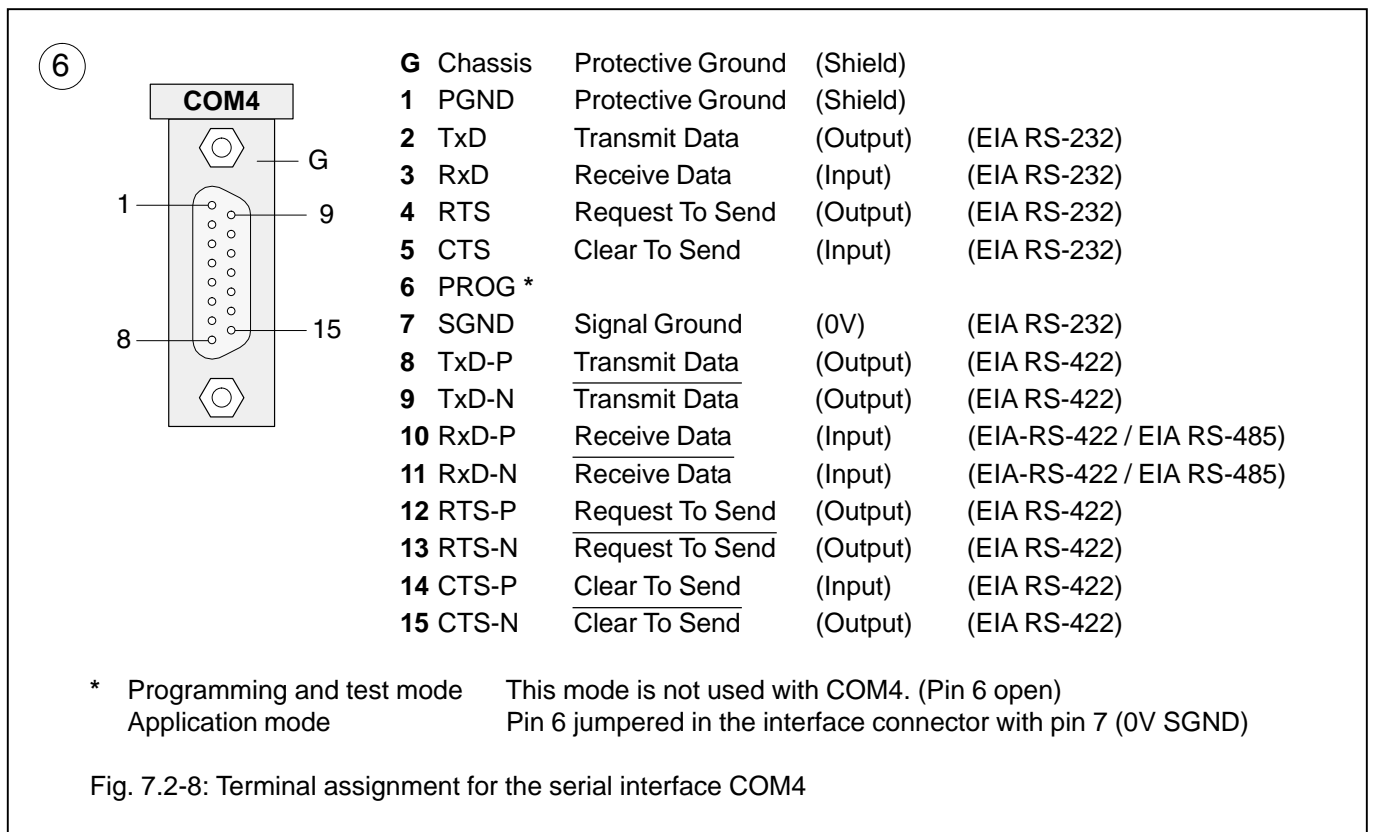 6
COM4
G
1
9
8
15
G Chassis Protective Ground (Shield)
1 PGND Protective Ground (Shield)
2 TxD Transmit Data (Output) (EIA RS-232)
3 RxD Receive Data (Input) (EIA RS-232)
4 RTS Request To Send (Output) (EIA RS-232)
5 CTS Clear To Send (Input) (EIA RS-232)
6 PROG *
7 SGND Signal Ground (0V) (EIA RS-232)
8 TxD-P Transmit Data (Output) (EIA RS-422)
9 TxD-N Transmit Data (Output) (EIA RS-422)
10 RxD-P Receive Data (Input) (EIA-RS-422 / EIA RS-485)
11 RxD-N Receive Data (Input) (EIA-RS-422 / EIA RS-485)
12 RTS-P Request To Send (Output) (EIA RS-422)
13 RTS-N Request To Send (Output) (EIA RS-422)
14 CTS-P Clear To Send (Input) (EIA RS-422)
15 CTS-N Clear To Send (Output) (EIA RS-422)
* Programming and test mode This mode is not used with COM4. (Pin 6 open)
Application mode Pin 6 jumpered in the interface connector with pin 7 (0V SGND)
Fig. 7.2-8: Terminal assignment for the serial interface COM4